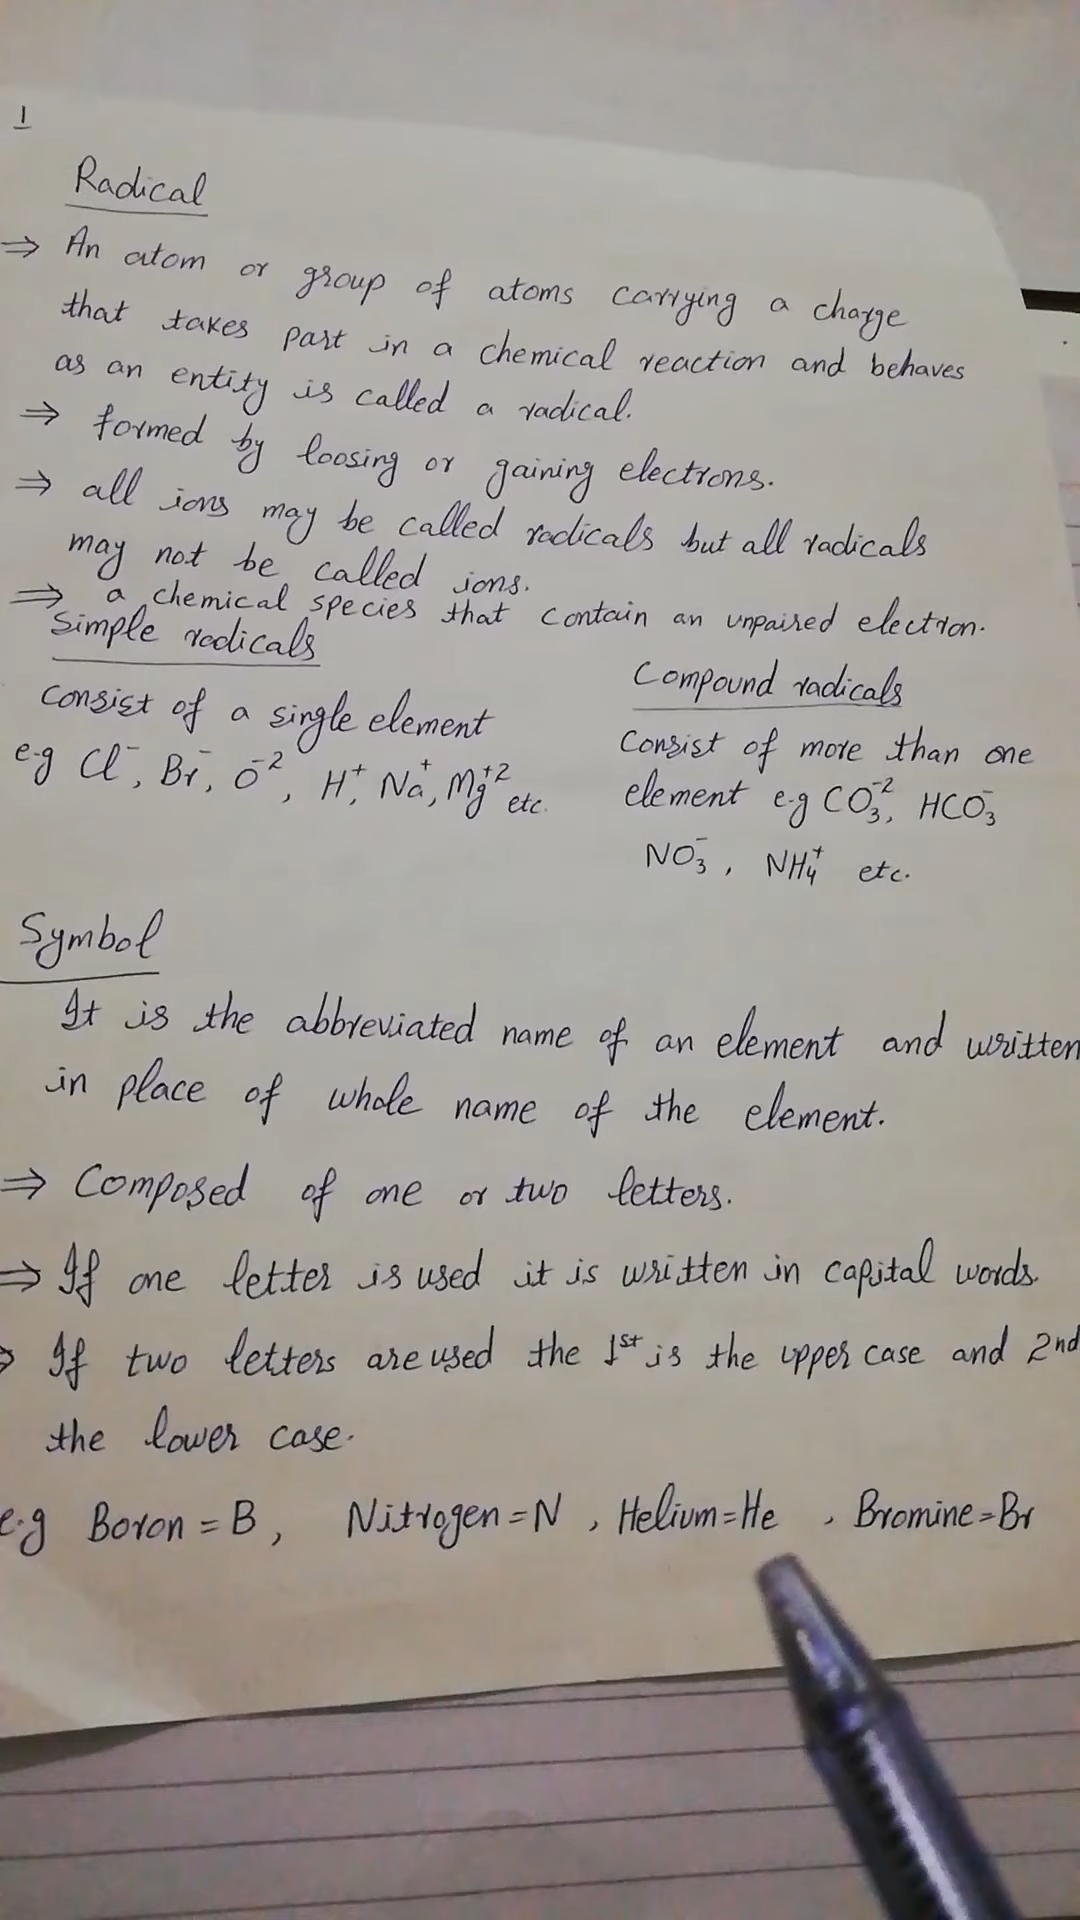 1
Radical
⇒ An atom or group of atoms carrying a charge
that takes part in a chemical reaction and behaves
as an entity is called a radical.
⇒ formed by loosing or gaining electrons.
⇒ all ions may be called radicals but all radicals
may not be called ions.
⇒ a chemical species that contain an unpaired electron.
Simple radicals
consist of a single element
e.g Cl⁻, Br⁻, O⁻², H⁺, Na⁺, Mg⁺² etc.
Compound radicals
Consist of more than one
element e.g CO₃⁻², HCO₃⁻
NO₃⁻, NH₄⁺ etc.
Symbol
It is the abbreviated name of an element and written
in place of whole name of the element.
⇒ Composed of one or two letters.
⇒ If one letter is used it is written in capital words.
⇒ If two letters are used the 1st is the upper case and 2nd
the lower case.
e.g Boron = B, Nitrogen = N, Helium = He, Bromine = Br